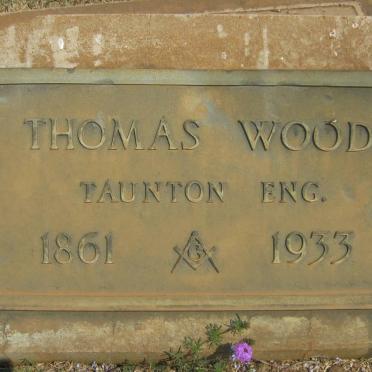 THOMAS WOOD
TAUNTON ENG.
1861 G 1933